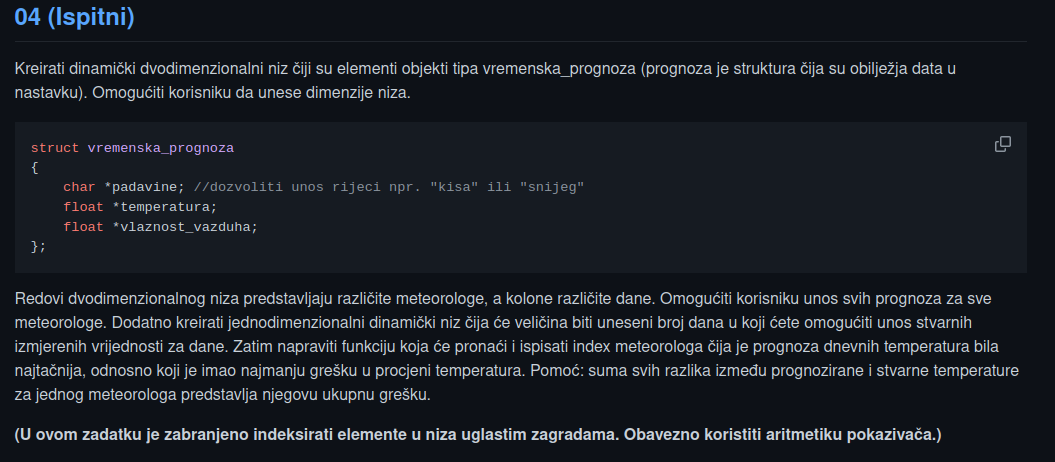 04 (Ispitni)
Kreirati dinamički dvodimenzionalni niz čiji su elementi objekti tipa vremenska_prognoza (prognoza je struktura čija su obilježja data u
nastavku). Omogućiti korisniku da unese dimenzije niza.
struct vremenska_prognoza
{
    char *padavine; //dozvoliti unos rijeci npr. "kisa" ili "snijeg"
    float *temperatura;
    float *vlaznost_vazduha;
};
Redovi dvodimenzionalnog niza predstavljaju različite meteorologe, a kolone različite dane. Omogućiti korisniku unos svih prognoza za sve
meteorologe. Dodatno kreirati jednodimenzionalni dinamički niz čija će veličina biti uneseni broj dana u koji ćete omogućiti unos stvarnih
izmjerenih vrijednosti za dane. Zatim napraviti funkciju koja će pronaći i ispisati index meteorologa čija je prognoza dnevnih temperatura bila
najtačnija, odnosno koji je imao najmanju grešku u procjeni temperatura. Pomoć: suma svih razlika između prognozirane i stvarne temperature
za jednog meteorologa predstavlja njegovu ukupnu grešku.
(U ovom zadatku je zabranjeno indeksirati elemente u niza uglastim zagradama. Obavezno koristiti aritmetiku pokazivača.)